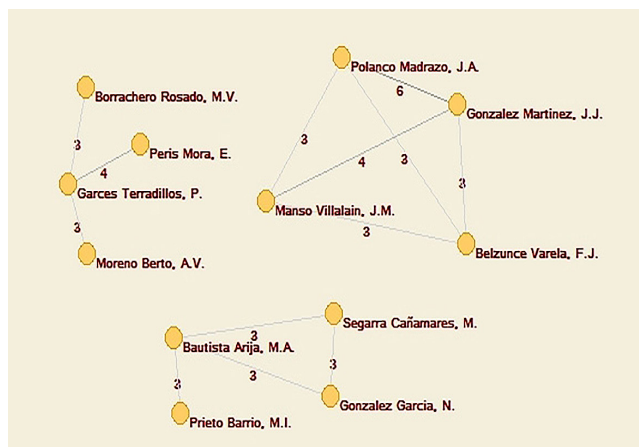 Polanco Madrazo, J.A.
6
Borrachero Rosado, M.V.
Gonzalez Martinez, J.J.
3
3
Peris Mora, E.
4
3
4
3
Garces Terradillos, P.
Manso Villalain, J.M.
3
3
Belzunce Varela, F.J.
Moreno Berto, A.V.
Segarra Cañamares, M.
3
Bautista Arija, M.A.
3
3
3
Gonzalez Garcia, N.
Prieto Barrio, M.I.